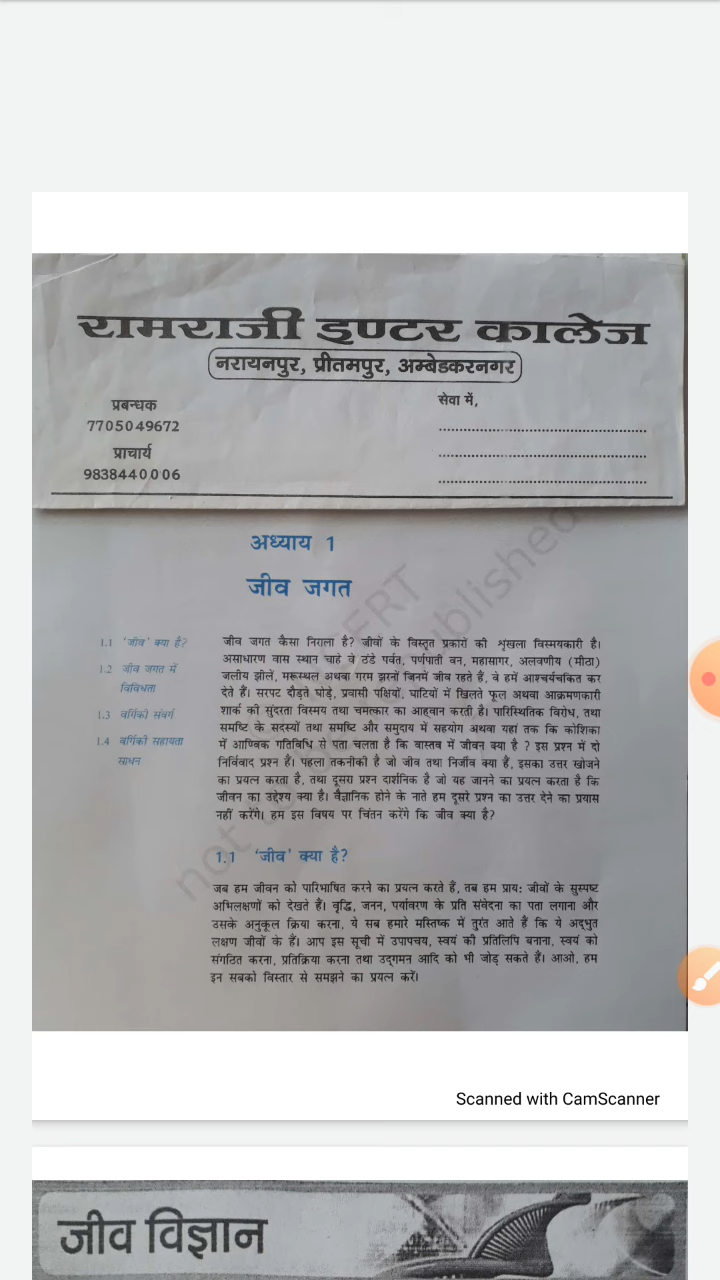 रामराजी इण्टर कालेज
नरायनपुर, प्रीतमपुर, अम्बेडकरनगर
प्रबन्धक
7705049672
प्राचार्य
9838440006
सेवा में,
अध्याय 1
जीव जगत
1.1 'जीव' क्या है?
1.2 जीव जगत में
विविधता
1.3 वर्गिकी संवर्ग
1.4 वर्गिकी सहायता
साधन
जीव जगत कैसा निराला है? जीवों के विस्तृत प्रकारों की शृंखला विस्मयकारी है।
असाधारण वास स्थान चाहे वे ठंडे पर्वत, पर्णपाती वन, महासागर, अलवणीय (मीठा)
जलीय झीलें, मरूस्थल अथवा गरम झरनों जिनमें जीव रहते हैं, वे हमें आश्चर्यचकित कर
देते हैं। सरपट दौड़ते घोड़े, प्रवासी पक्षियों, घाटियों में खिलते फूल अथवा आक्रमणकारी
शार्क की सुंदरता विस्मय तथा चमत्कार का आह्वान करती है। पारिस्थितिक विरोध, तथा
समष्टि के सदस्यों तथा समष्टि और समुदाय में सहयोग अथवा यहां तक कि कोशिका
में आण्विक गतिविधि से पता चलता है कि वास्तव में जीवन क्या है ? इस प्रश्न में दो
निर्विवाद प्रश्न हैं। पहला तकनीकी है जो जीव तथा निर्जीव क्या हैं, इसका उत्तर खोजने
का प्रयत्न करता है, तथा दूसरा प्रश्न दार्शनिक है जो यह जानने का प्रयत्न करता है कि
जीवन का उद्देश्य क्या है। वैज्ञानिक होने के नाते हम दूसरे प्रश्न का उत्तर देने का प्रयास
नहीं करेंगे। हम इस विषय पर चिंतन करेंगे कि जीव क्या है?
1.1 'जीव' क्या है?
जब हम जीवन को पारिभाषित करने का प्रयत्न करते हैं, तब हम प्राय: जीवों के सुस्पष्ट
अभिलक्षणों को देखते हैं। वृद्धि, जनन, पर्यावरण के प्रति संवेदना का पता लगाना और
उसके अनुकूल क्रिया करना, ये सब हमारे मस्तिष्क में तुरंत आते हैं कि ये अद्भुत
लक्षण जीवों के हैं। आप इस सूची में उपापचय, स्वयं की प्रतिलिपि बनाना, स्वयं को
संगठित करना, प्रतिक्रिया करना तथा उद्गमन आदि को भी जोड़ सकते हैं। आओ, हम
इन सबको विस्तार से समझने का प्रयत्न करें।
Scanned with CamScanner
जीव विज्ञान